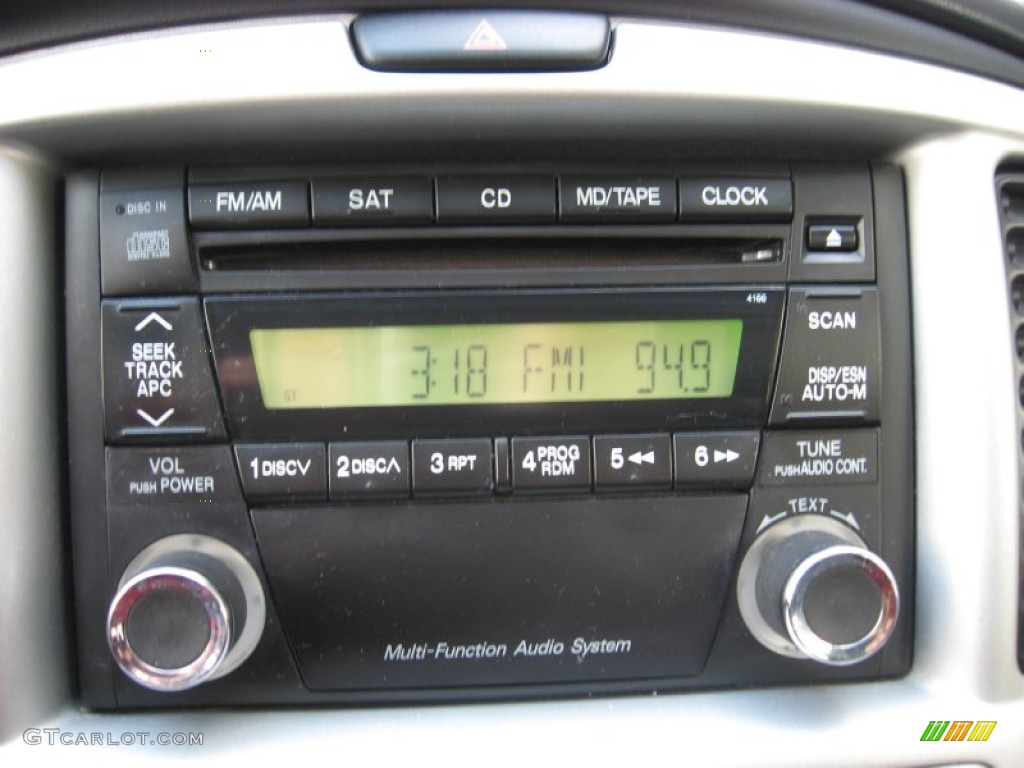 FM/AM SAT CD MD/TAPE CLOCK
DISC IN
4166
SEEK
TRACK
APC
ST 3:18 FM1 94.9
SCAN
DISP/ESN
AUTO-M
VOL
PUSH POWER
1 DISC∨ 2 DISC∧ 3 RPT 4 PROG RDM 5 ◀◀ 6 ▶▶
TUNE
PUSH AUDIO CONT.
TEXT
Multi-Function Audio System
GTCARLOT.COM